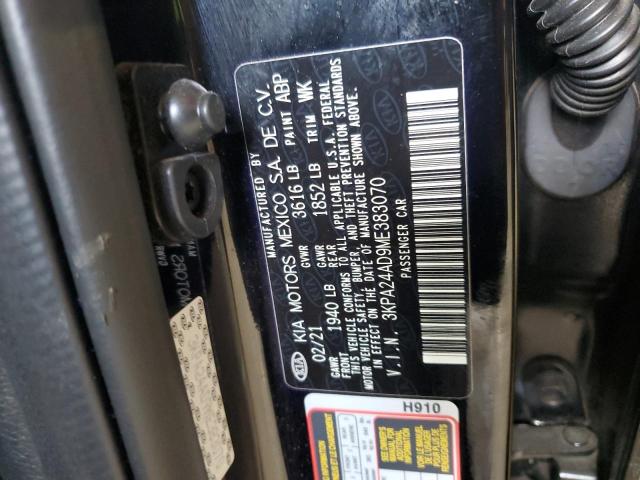 KIA
MANUFACTURED BY
KIA MOTORS MEXICO S.A. DE C.V.
02/21 GVWR 3616 LB PAINT ABP
GAWR FRONT 1940 LB GAWR REAR 1852 LB TRIM WK
THIS VEHICLE CONFORMS TO ALL APPLICABLE U.S.A. FEDERAL
MOTOR VEHICLE SAFETY, BUMPER, AND THEFT PREVENTION STANDARDS
IN EFFECT ON THE DATE OF MANUFACTURE SHOWN ABOVE.
V.I.N. 3KPA24AD9ME383070
PASSENGER CAR
H910